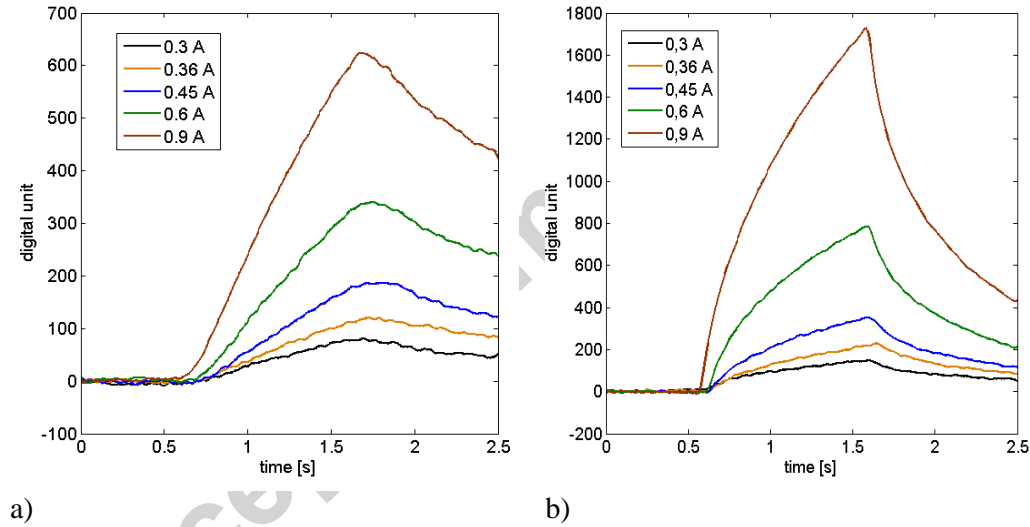 700
600
500
400
300
200
100
0
-100
0 0.5 1 1.5 2 2.5
digital unit
time [s]
0.3 A
0.36 A
0.45 A
0.6 A
0.9 A
a)
1800
1600
1400
1200
1000
800
600
400
200
0
-200
0 0.5 1 1.5 2 2.5
digital unit
time [s]
0,3 A
0,36 A
0,45 A
0,6 A
0,9 A
b)